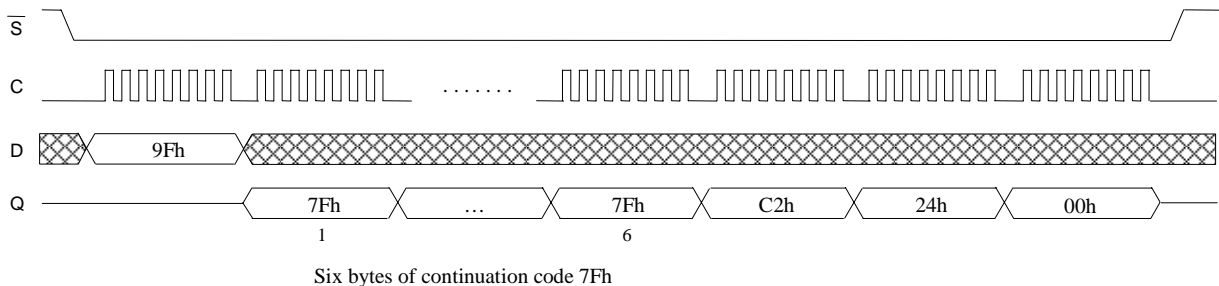 S
C .......
D 9Fh
Q 7Fh ... 7Fh C2h 24h 00h
1 6
Six bytes of continuation code 7Fh